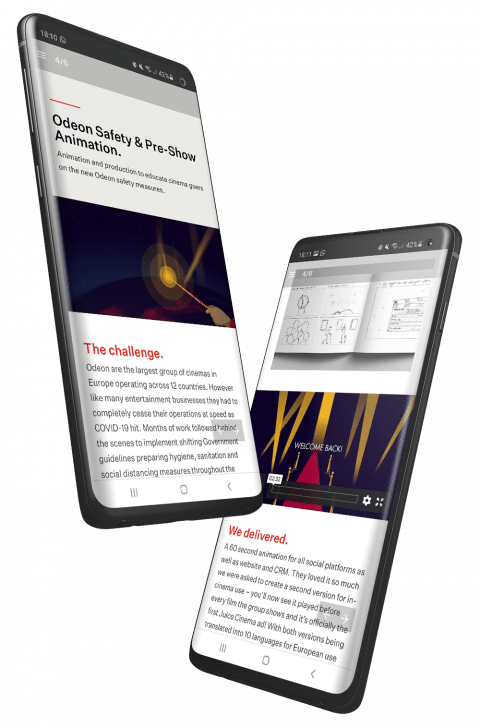 18:10
4/6
42%
Odeon Safety & Pre-Show
Animation.
Animation and production to educate cinema goers
on the new Odeon safety measures.
The challenge.
Odeon are the largest group of cinemas in
Europe operating across 12 countries. However
like many entertainment businesses they had to
completely cease their operations at speed as
COVID-19 hit. Months of work followed behind
the scenes to implement shifting Government
guidelines preparing hygiene, sanitation and
social distancing measures throughout the
18:11
42%
4/6
WELCOME BACK!
02:32
We delivered.
A 60 second animation for all social platforms as
well as website and CRM. They loved it so much
we were asked to create a second version for in-
cinema use – you'll now see it played before
every film the group shows and it's officially the
first Juice Cinema ad! With both versions being
translated into 10 languages for European use